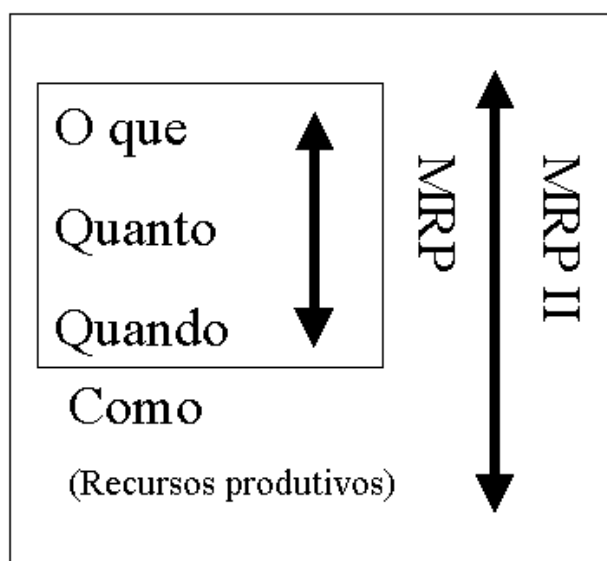 O que
Quanto
Quando
Como
(Recursos produtivos)
MRP
MRP II